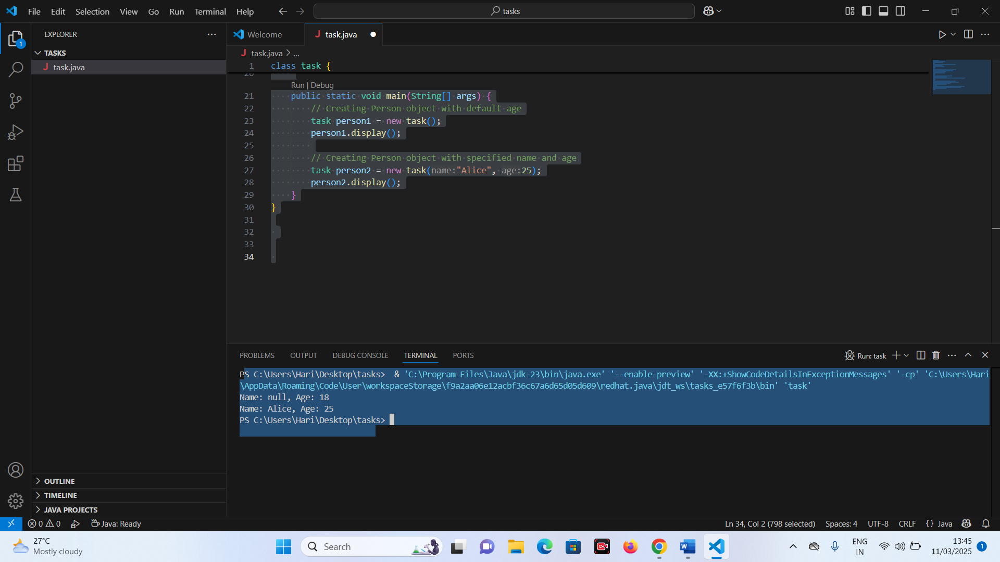 File Edit Selection View Go Run Terminal Help
tasks
EXPLORER
1
TASKS
task.java
OUTLINE
TIMELINE
JAVA PROJECTS
Welcome
task.java
task.java > ...
1 class task {
20
Run | Debug
21 public static void main(String[] args) {
22 // Creating Person object with default age
23 task person1 = new task();
24 person1.display();
25
26 // Creating Person object with specified name and age
27 task person2 = new task(name:"Alice", age:25);
28 person2.display();
29 }
30 }
31
32
33
34
PROBLEMS OUTPUT DEBUG CONSOLE TERMINAL PORTS
Run: task
PS C:\Users\Hari\Desktop\tasks>  & 'C:\Program Files\Java\jdk-23\bin\java.exe' '--enable-preview' '-XX:+ShowCodeDetailsInExceptionMessages' '-cp' 'C:\Users\Hari
\AppData\Roaming\Code\User\workspaceStorage\f9a2aa06e12acbf36c67a6d65d05d609\redhat.java\jdt_ws\tasks_e57f6f3b\bin' 'task'
Name: null, Age: 18
Name: Alice, Age: 25
PS C:\Users\Hari\Desktop\tasks>
0 0 Java: Ready
Ln 34, Col 2 (798 selected) Spaces: 4 UTF-8 CRLF {} Java
27°C
Mostly cloudy
Search
ENG
IN
13:45
11/03/2025
1